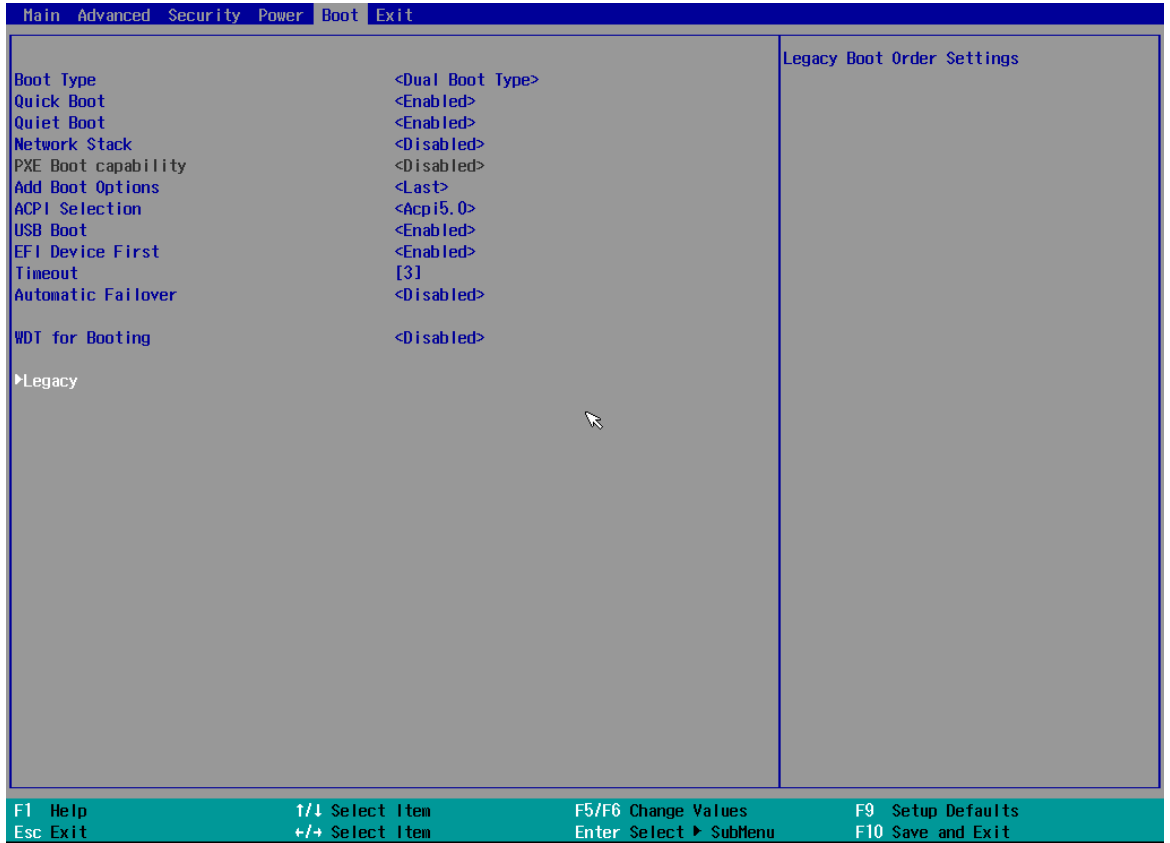 Main Advanced Security Power Boot Exit
Legacy Boot Order Settings
Boot Type <Dual Boot Type>
Quick Boot <Enabled>
Quiet Boot <Enabled>
Network Stack <Disabled>
PXE Boot capability <Disabled>
Add Boot Options <Last>
ACPI Selection <Acpi5.0>
USB Boot <Enabled>
EFI Device First <Enabled>
Timeout [3]
Automatic Failover <Disabled>
WDT for Booting <Disabled>
▶Legacy
F1 Help ↑/↓ Select Item F5/F6 Change Values F9 Setup Defaults
Esc Exit ←/→ Select Item Enter Select ▶ SubMenu F10 Save and Exit